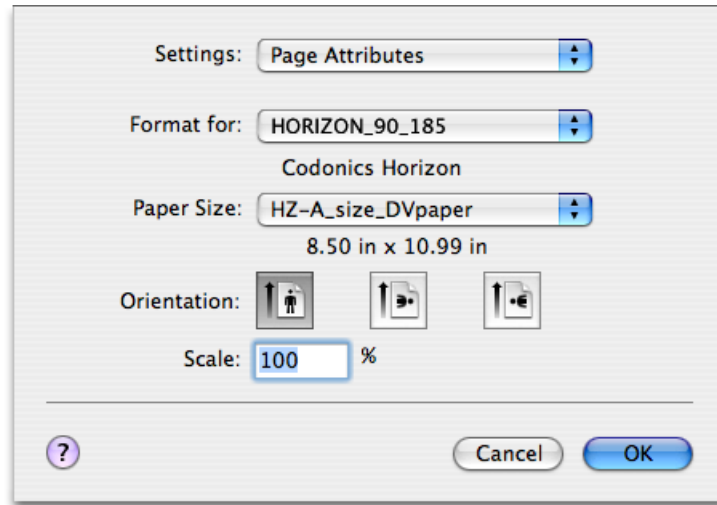 Settings: Page Attributes
Format for: HORIZON_90_185
Codonics Horizon
Paper Size: HZ-A_size_DVpaper
8.50 in x 10.99 in
Orientation:
Scale: 100 %
? Cancel OK